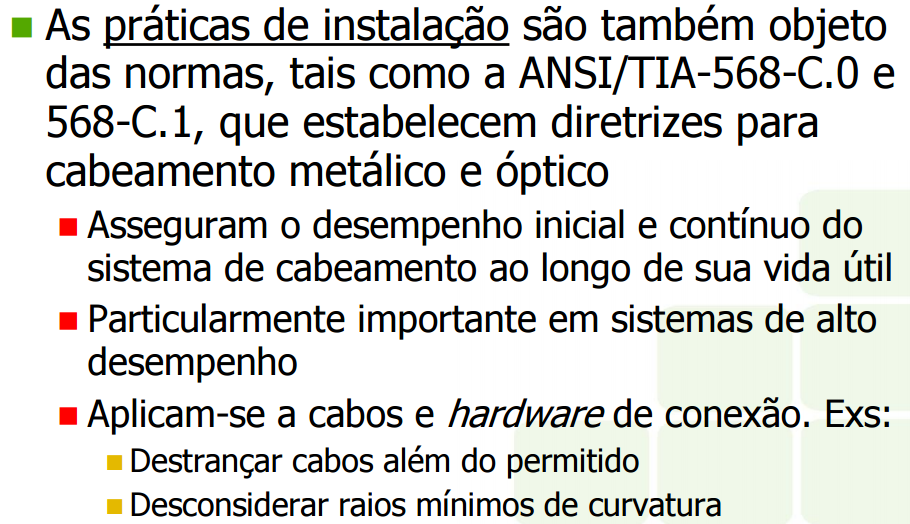 As práticas de instalação são também objeto
das normas, tais como a ANSI/TIA-568-C.0 e
568-C.1, que estabelecem diretrizes para
cabeamento metálico e óptico
Asseguram o desempenho inicial e contínuo do
sistema de cabeamento ao longo de sua vida útil
Particularmente importante em sistemas de alto
desempenho
Aplicam-se a cabos e hardware de conexão. Exs:
Destrançar cabos além do permitido
Desconsiderar raios mínimos de curvatura